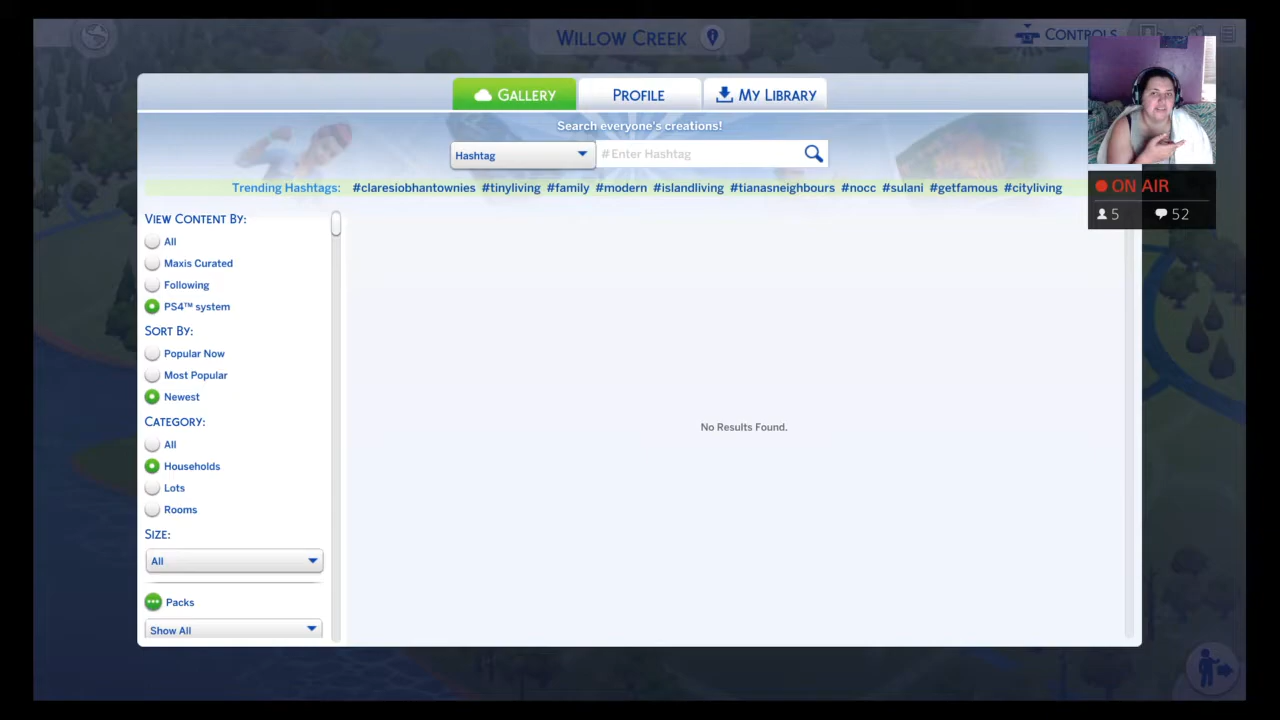 WILLOW CREEK
CONTROLS
GALLERY
PROFILE
MY LIBRARY
Search everyone's creations!
Hashtag
#Enter Hashtag
Trending Hashtags: #claresiobhantownies #tinyliving #family #modern #islandliving #tianasneighbours #nocc #sulani #getfamous #cityliving
ON AIR
5 52
VIEW CONTENT BY:
All
Maxis Curated
Following
PS4™ system
SORT BY:
Popular Now
Most Popular
Newest
CATEGORY:
All
Households
Lots
Rooms
SIZE:
All
Packs
Show All
No Results Found.